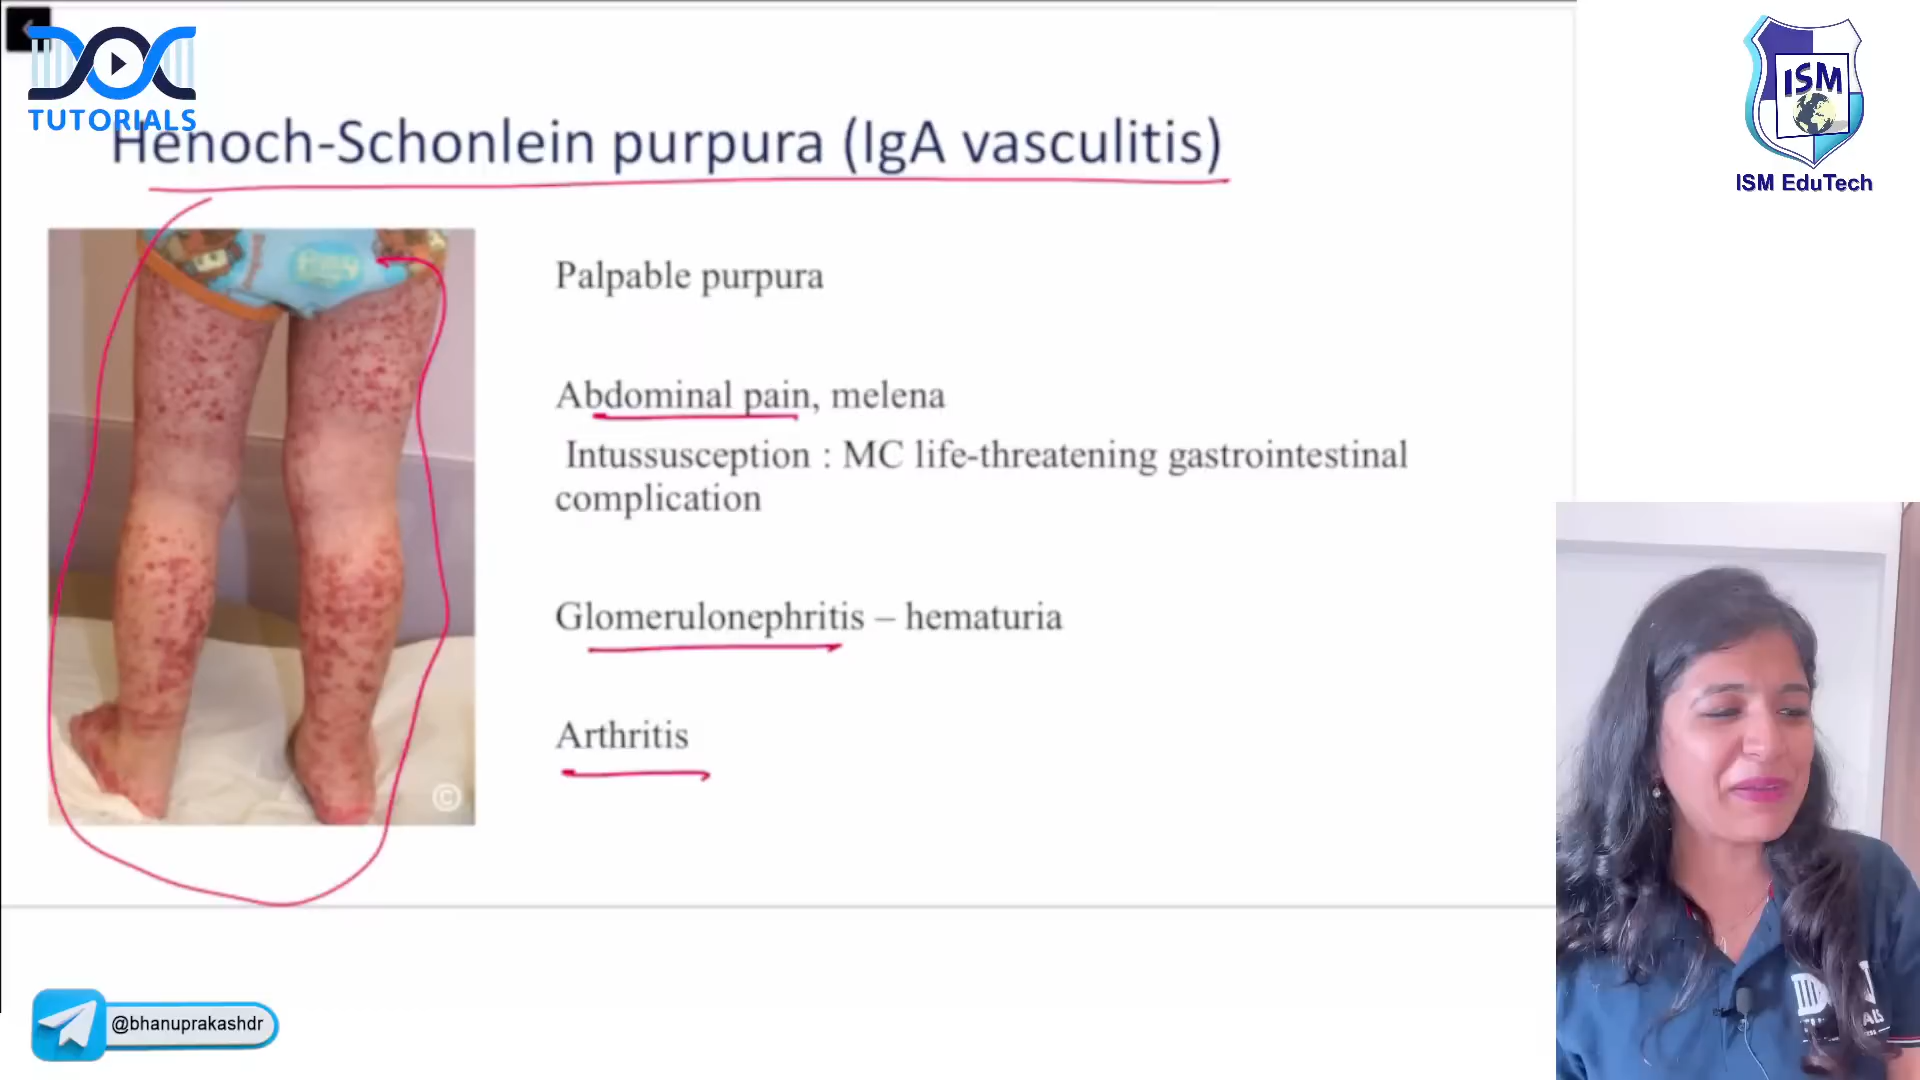 DOC
TUTORIALS
ISM
ISM EduTech
Henoch-Schonlein purpura (IgA vasculitis)
Palpable purpura
Abdominal pain, melena
Intussusception : MC life-threatening gastrointestinal
complication
Glomerulonephritis – hematuria
Arthritis
©
@bhanuprakashdr